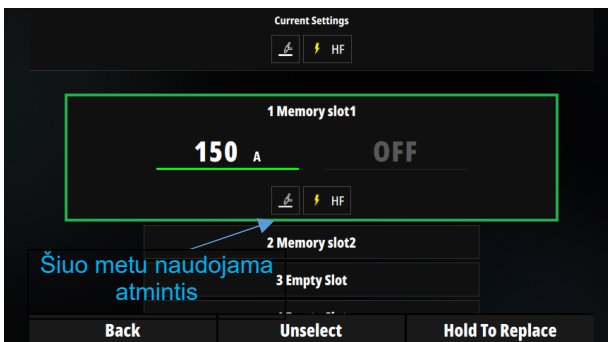 Current Settings
HF
1 Memory slot1
150 A OFF
HF
2 Memory slot2
Šiuo metu naudojama
atmintis
3 Empty Slot
Back Unselect Hold To Replace